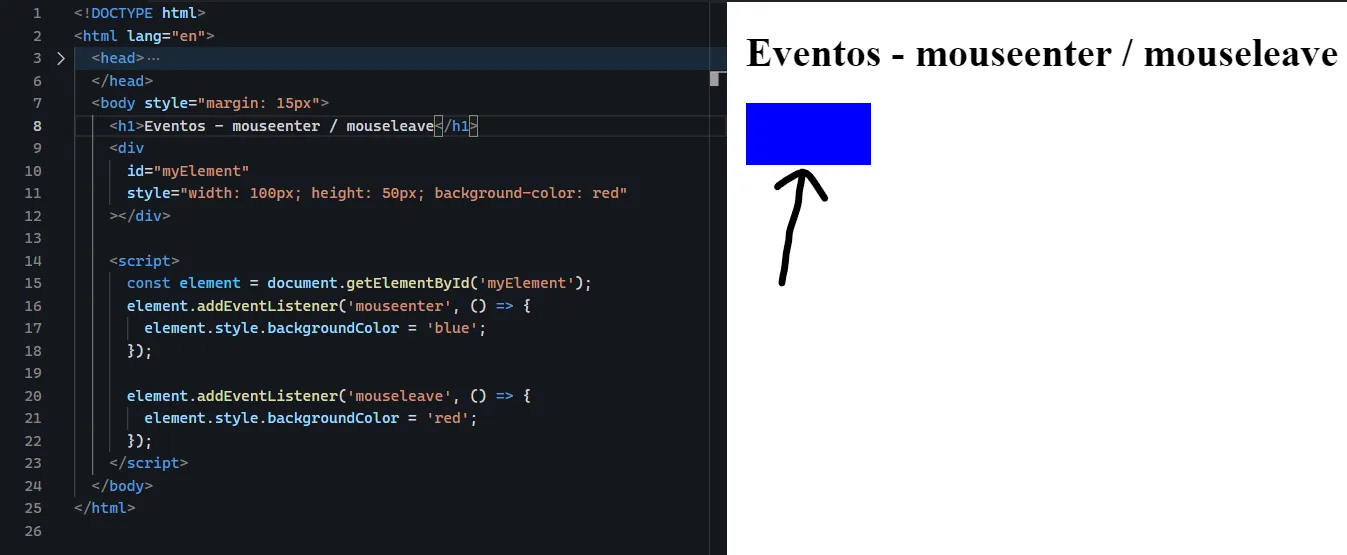 1 <!DOCTYPE html>
2 <html lang="en">
3 <head>…
6 </head>
7 <body style="margin: 15px">
8 <h1>Eventos - mouseenter / mouseleave</h1>
9 <div
10 id="myElement"
11 style="width: 100px; height: 50px; background-color: red"
12 ></div>
13
14 <script>
15 const element = document.getElementById('myElement');
16 element.addEventListener('mouseenter', () => {
17 element.style.backgroundColor = 'blue';
18 });
19
20 element.addEventListener('mouseleave', () => {
21 element.style.backgroundColor = 'red';
22 });
23 </script>
24 </body>
25 </html>
26
Eventos - mouseenter / mouseleave